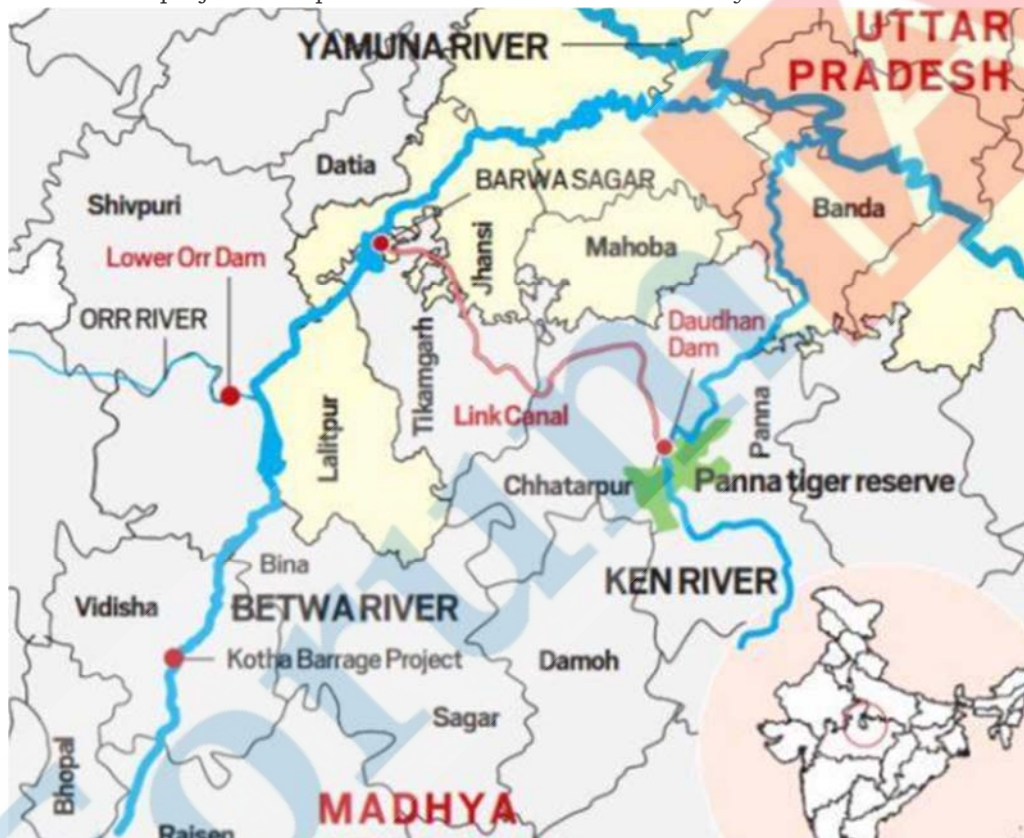 UTTAR
PRADESH
YAMUNA RIVER
Datia
BARWA SAGAR
Shivpuri
Banda
Jhansi
Mahoba
Lower Orr Dam
ORR RIVER
Daudhan
Dam
Tikamgarh
Link Canal
Lalitpur
Panna
Chhatarpur
Panna tiger reserve
Bina
KEN RIVER
Vidisha
BETWA RIVER
Kotha Barrage Project
Damoh
Sagar
Bhopal
MADHYA
Raisen